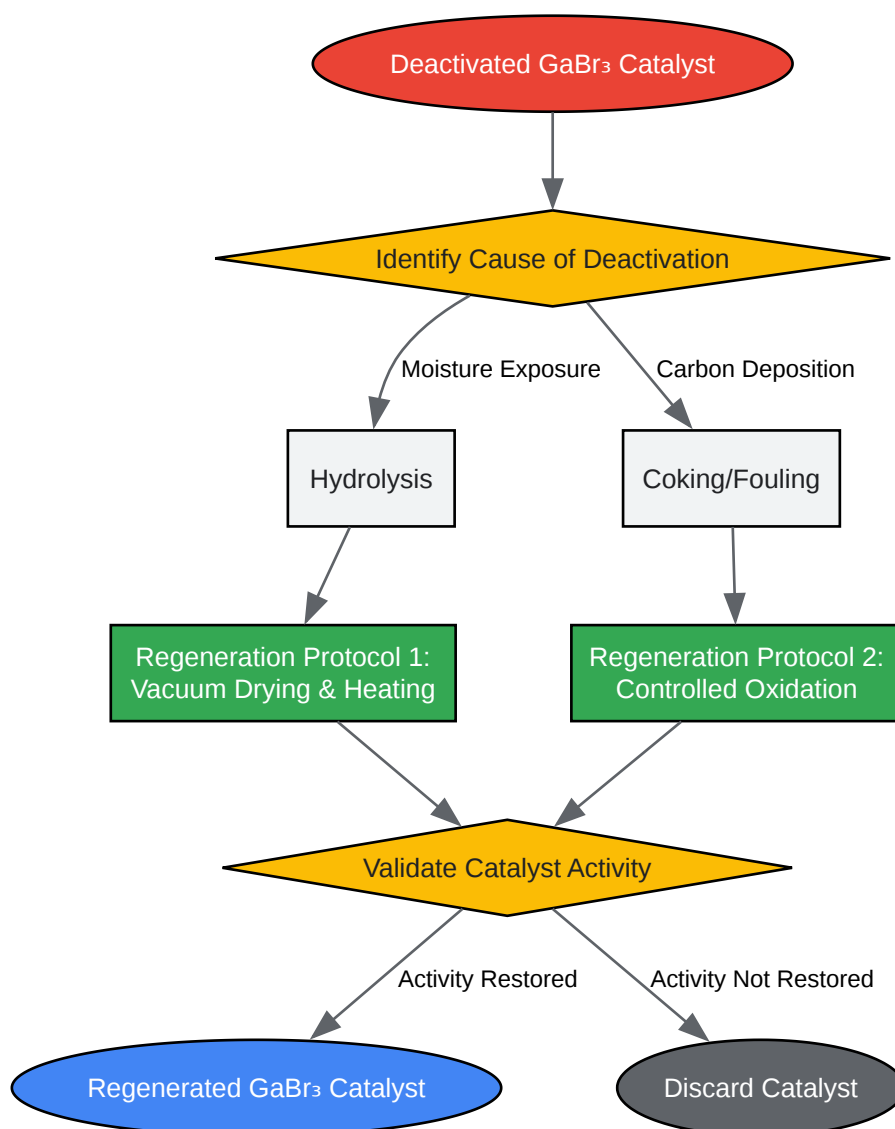 Deactivated GaBr₃ Catalyst
Identify Cause of Deactivation
Moisture Exposure
Carbon Deposition
Hydrolysis
Coking/Fouling
Regeneration Protocol 1:
Vacuum Drying & Heating
Regeneration Protocol 2:
Controlled Oxidation
Validate Catalyst Activity
Activity Restored
Activity Not Restored
Regenerated GaBr₃ Catalyst
Discard Catalyst